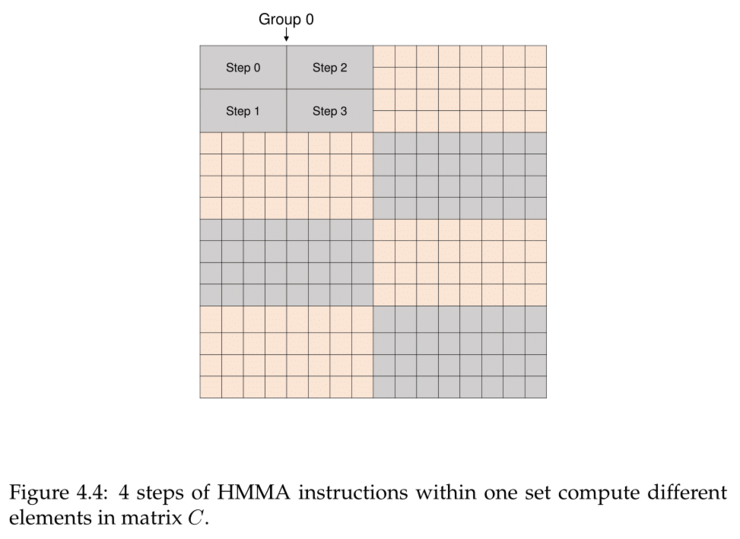 Group 0
Step 0
Step 2
Step 1
Step 3
Figure 4.4: 4 steps of HMMA instructions within one set compute different
elements in matrix C.